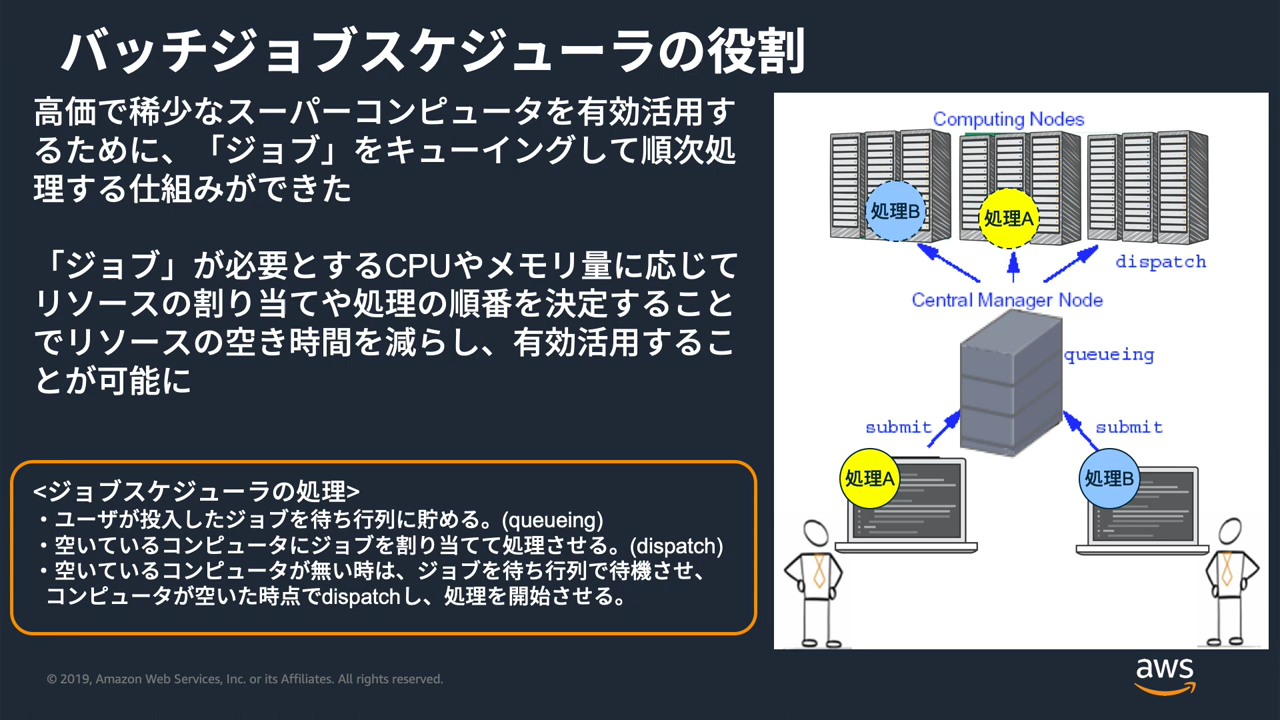 バッチジョブスケジューラの役割
高価で稀少なスーパーコンピュータを有効活用す
るために、「ジョブ」をキューイングして順次処
理する仕組みができた
「ジョブ」が必要とするCPUやメモリ量に応じて
リソースの割り当てや処理の順番を決定すること
でリソースの空き時間を減らし、有効活用するこ
とが可能に
<ジョブスケジューラの処理>
・ユーザが投入したジョブを待ち行列に貯める。(queueing)
・空いているコンピュータにジョブを割り当てて処理させる。(dispatch)
・空いているコンピュータが無い時は、ジョブを待ち行列で待機させ、
コンピュータが空いた時点でdispatchし、処理を開始させる。
Computing Nodes
処理B
処理A
dispatch
Central Manager Node
queueing
submit
submit
処理A
処理B
© 2019, Amazon Web Services, Inc. or its Affiliates. All rights reserved.
aws